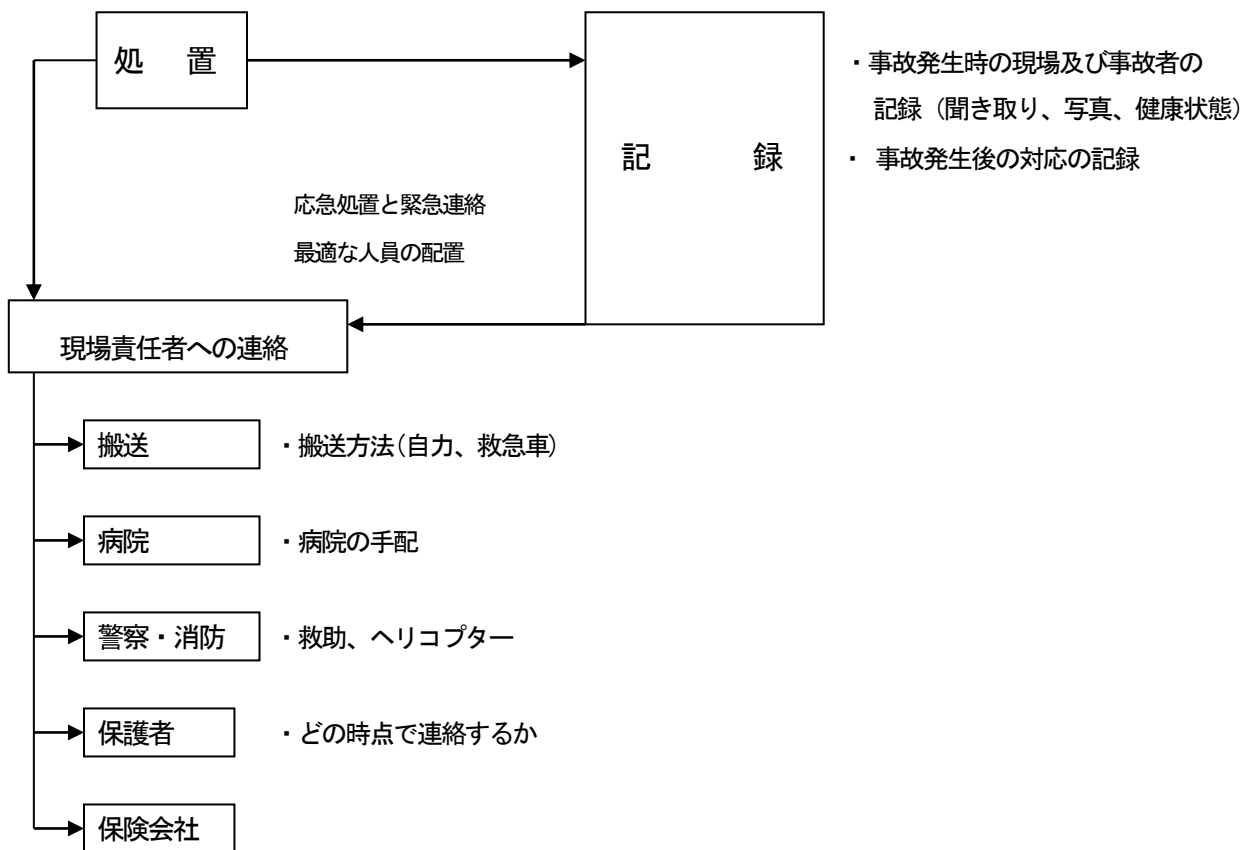 処 置
・事故発生時の現場及び事故者の
記録（聞き取り、写真、健康状態）
記 録
・ 事故発生後の対応の記録
応急処置と緊急連絡
最適な人員の配置
現場責任者への連絡
搬送 ・搬送方法（自力、救急車）
病院 ・病院の手配
警察・消防 ・救助、ヘリコプター
保護者 ・どの時点で連絡するか
保険会社